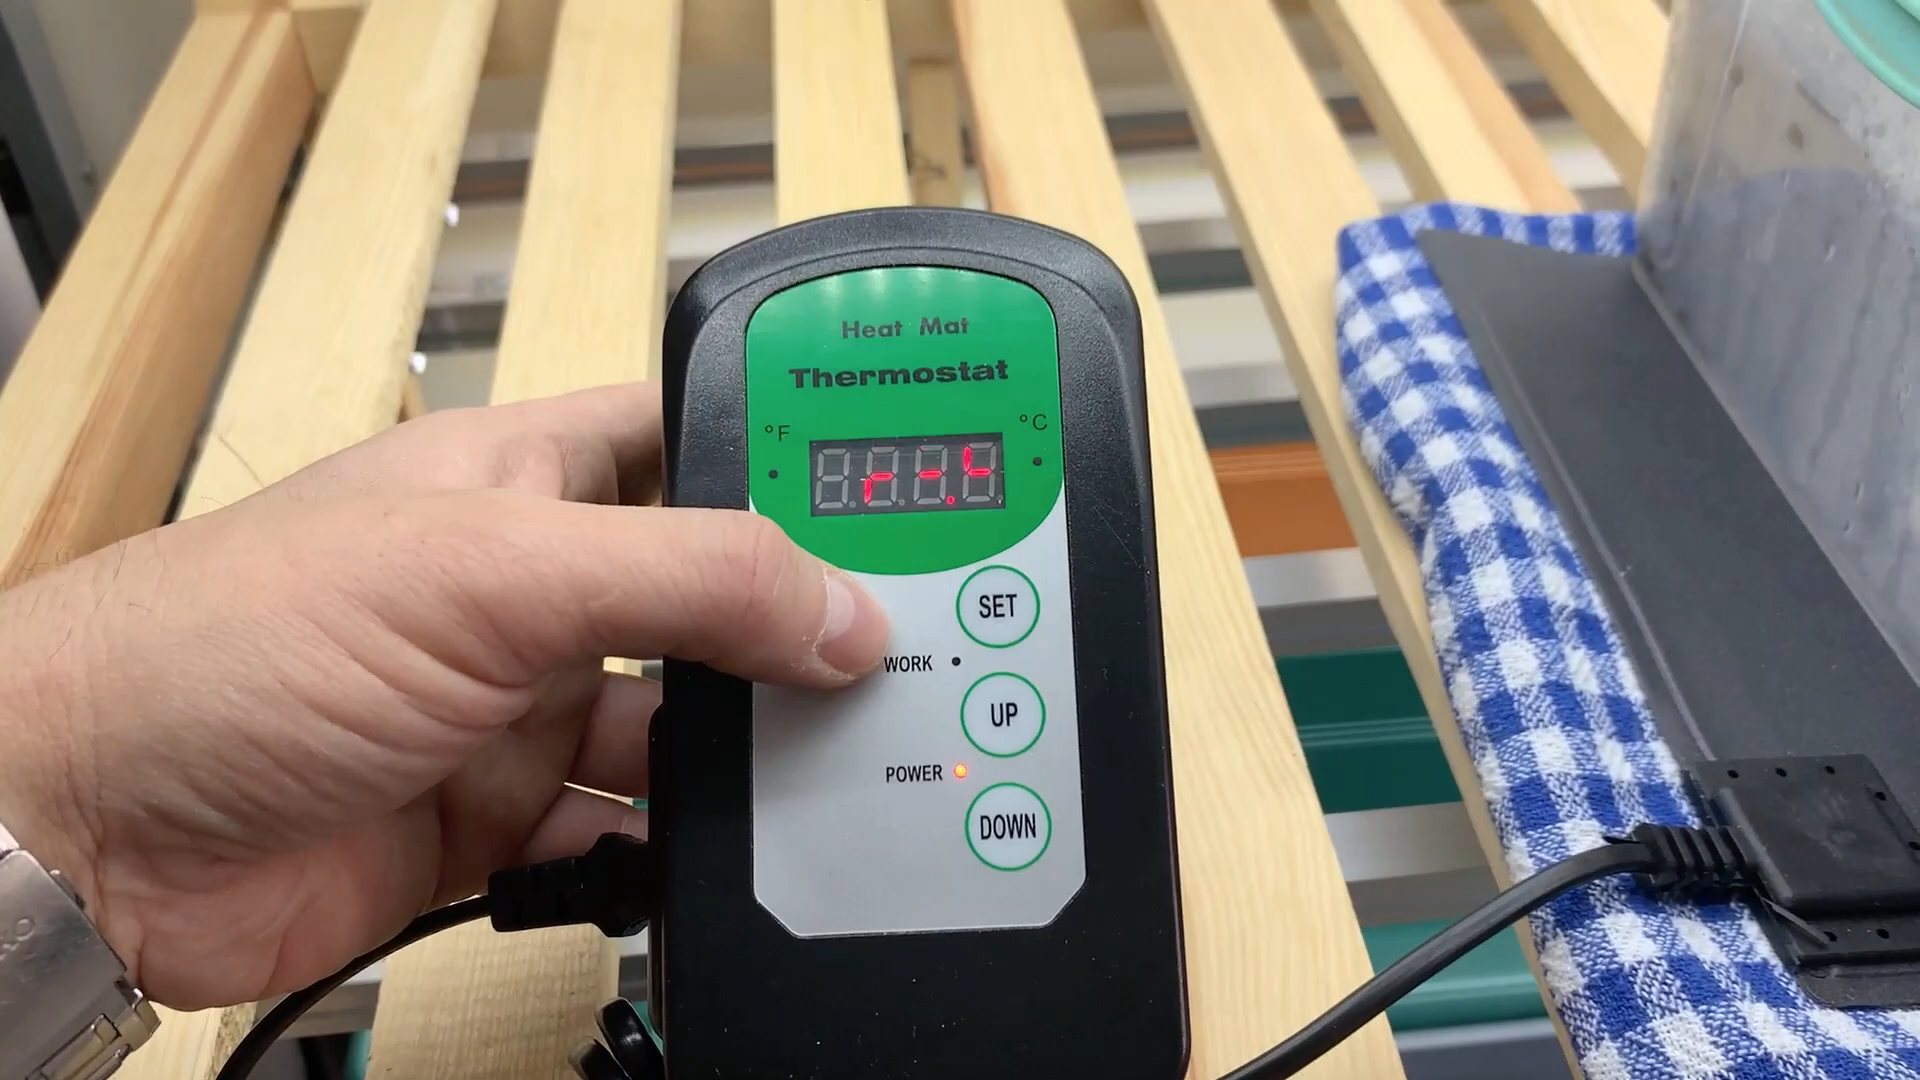 Heat Mat
Thermostat
°F
°C
SET
WORK
UP
POWER
DOWN